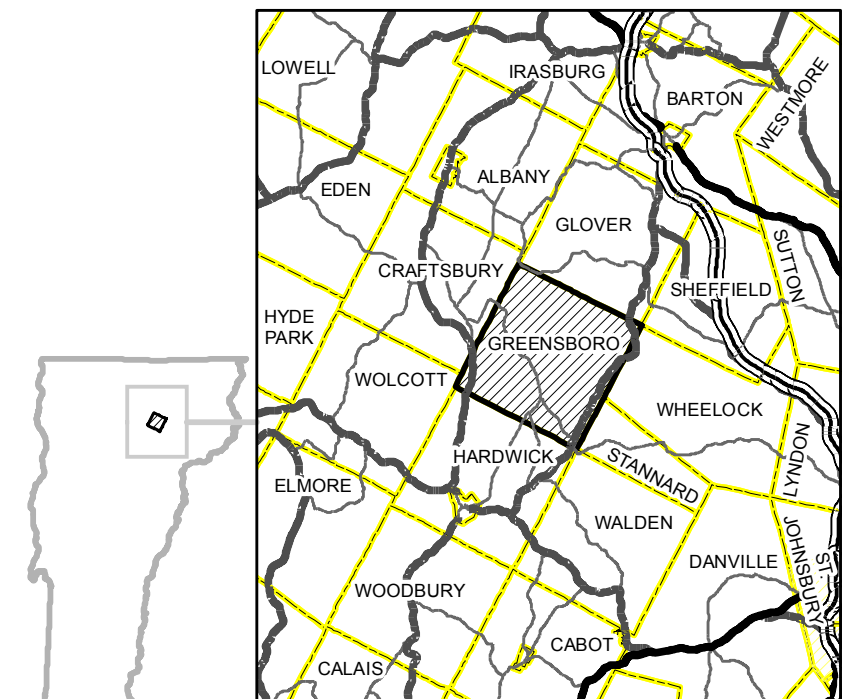 LOWELL
IRASBURG
BARTON
WESTMORE
EDEN
ALBANY
GLOVER
SUTTON
CRAFTSBURY
SHEFFIELD
HYDE
PARK
GREENSBORO
WOLCOTT
WHEELOCK
HARDWICK
STANNARD
LYNDON
ELMORE
WALDEN
DANVILLE
ST.
JOHNSBURY
WOODBURY
CABOT
CALAIS